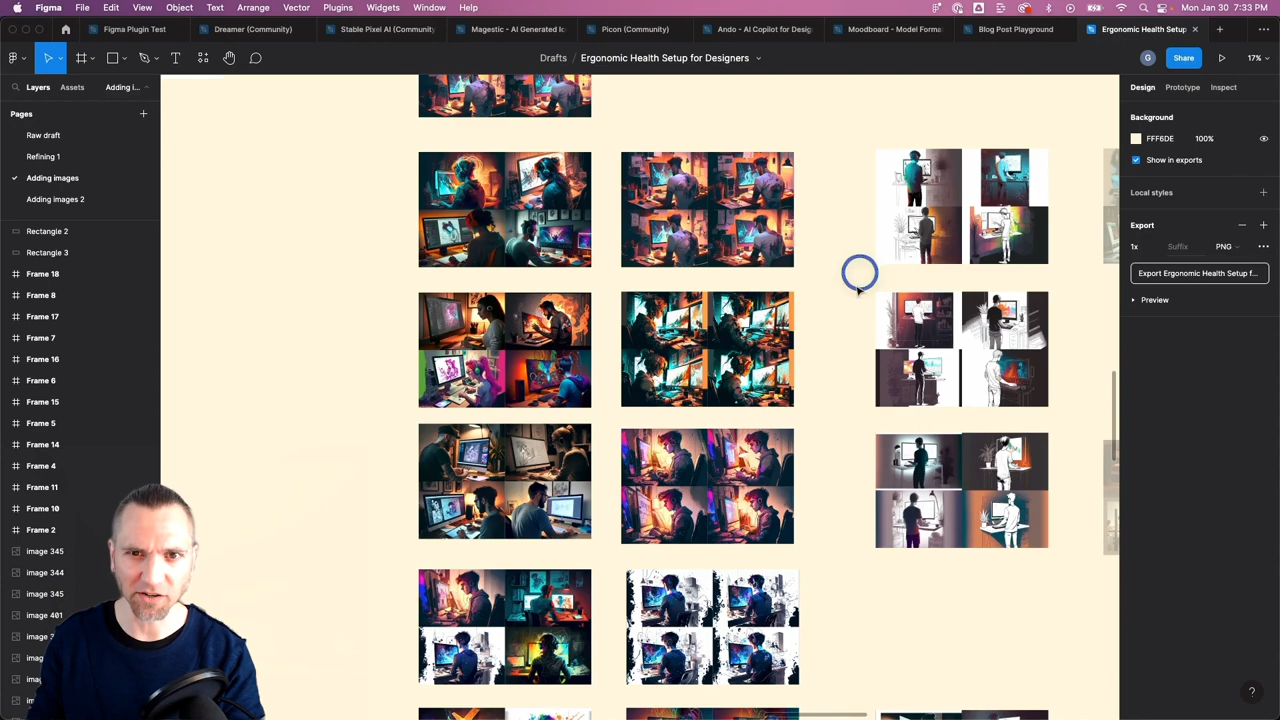 Figma File Edit View Object Text Arrange Vector Plugins Widgets Window Help Mon Jan 30 7:33 PM
Figma Plugin Test Dreamer (Community) Stable Pixel AI (Communit Magestic - AI Generated Ic Picon (Community) Ando - AI Copilot for Desig Moodboard - Model Forma Blog Post Playground Ergonomic Health Setup
Drafts / Ergonomic Health Setup for Designers G Share 17%
Layers Assets Adding i... Design Prototype Inspect
Pages
Raw draft
Refining 1
Adding images
Adding images 2
Rectangle 2
Rectangle 3
Frame 18
Frame 8
Frame 17
Frame 7
Frame 16
Frame 6
Frame 15
Frame 5
Frame 14
Frame 4
Frame 11
Frame 10
Frame 2
image 345
image 344
image 345
image 401
Background
FFF6DE 100%
Show in exports
Local styles
Export
1x Suffix PNG
Export Ergonomic Health Setup f...
Preview
?